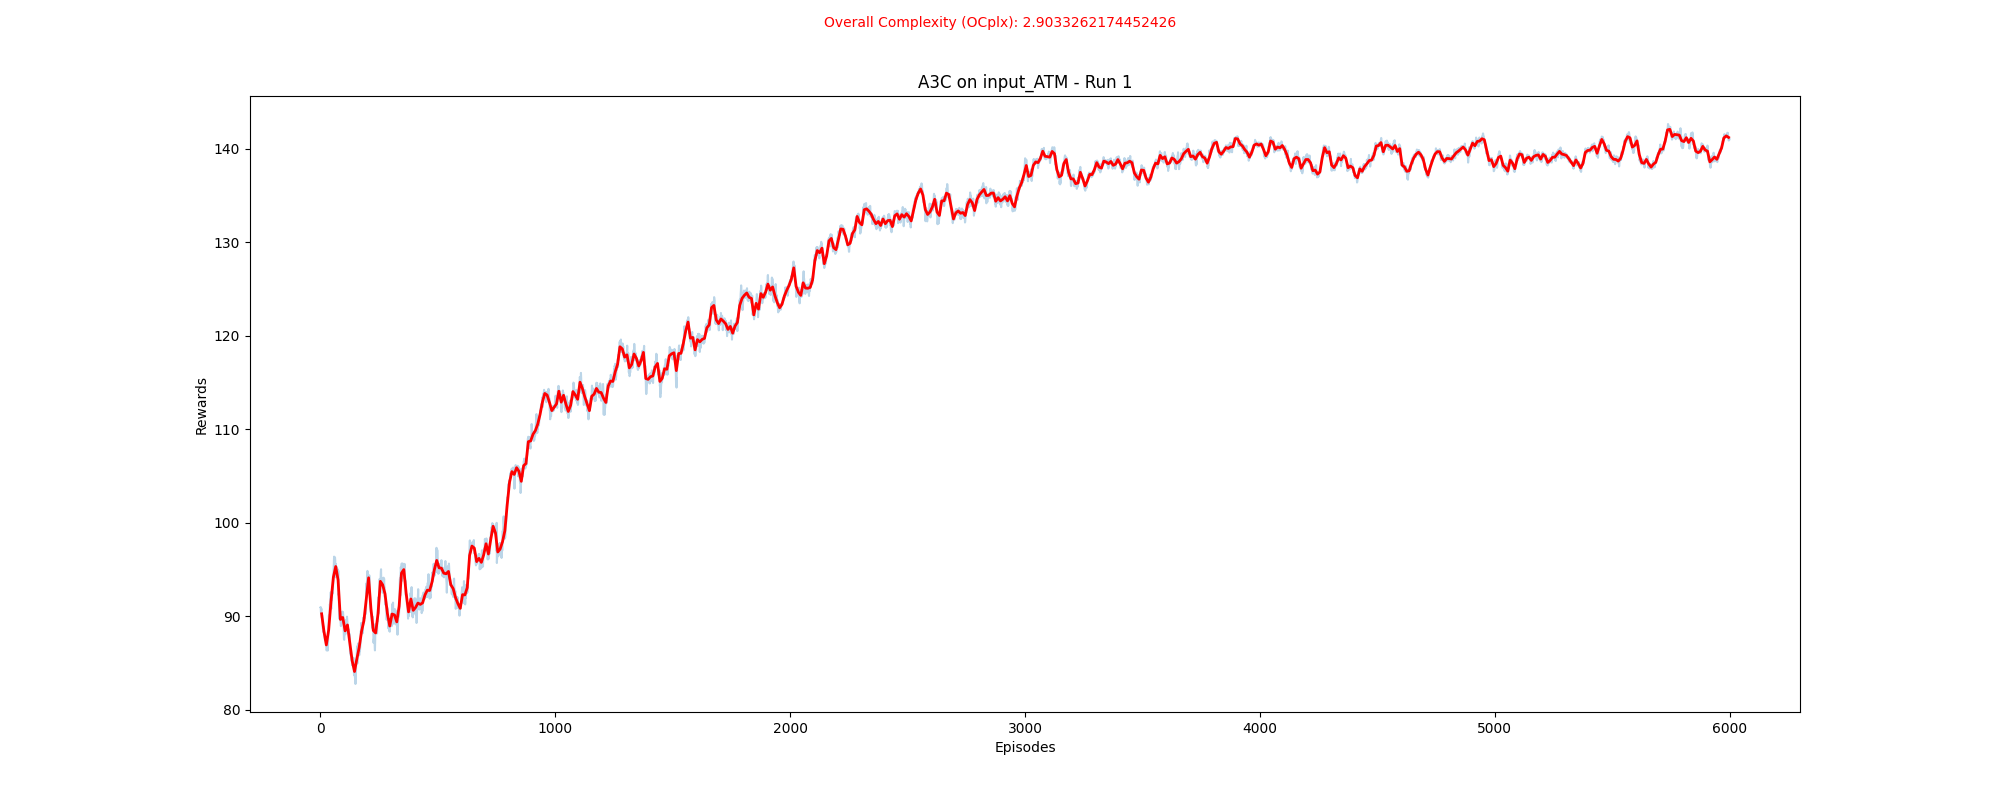 Overall Complexity (OCplx): 2.9033262174452426
A3C on input_ATM - Run 1
140
130
120
110
100
90
80
Rewards
0 1000 2000 3000 4000 5000 6000
Episodes